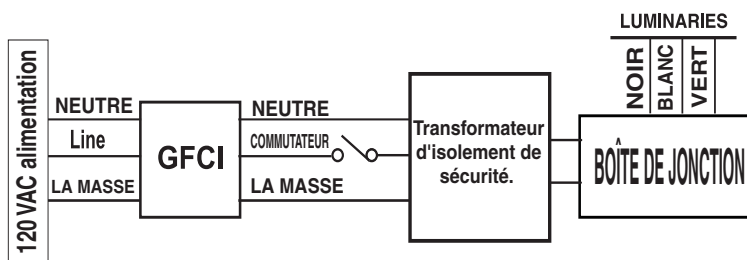 LUMINARIES
NOIR
BLANC
VERT
120 VAC alimentation
NEUTRE
Line
LA MASSE
GFCI
NEUTRE
COMMUTATEUR
LA MASSE
Transformateur
d'isolement de
sécurité.
BOÎTE DE JONCTION